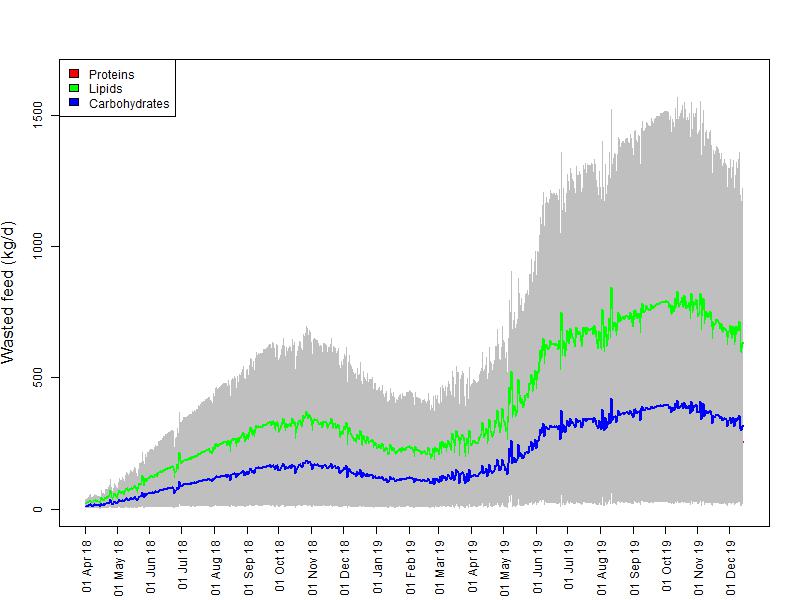 Proteins
Lipids
Carbohydrates
Wasted feed (kg/d)
1500
1000
500
0
01 Apr 18
01 May 18
01 Jun 18
01 Jul 18
01 Aug 18
01 Sep 18
01 Oct 18
01 Nov 18
01 Dec 18
01 Jan 19
01 Feb 19
01 Mar 19
01 Apr 19
01 May 19
01 Jun 19
01 Jul 19
01 Aug 19
01 Sep 19
01 Oct 19
01 Nov 19
01 Dec 19